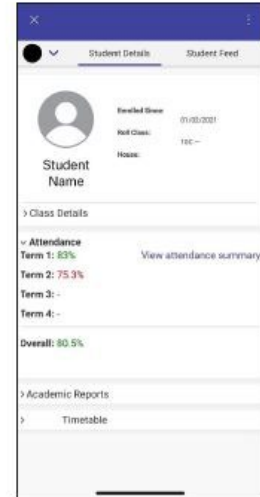 Student Details Student Feed
Enrolled Since: 01/02/2021
Roll Class: 10C --
House:
Student
Name
> Class Details
Attendance
Term 1: 83% View attendance summary
Term 2: 75.3%
Term 3: -
Term 4: -
Overall: 80.5%
> Academic Reports
> Timetable